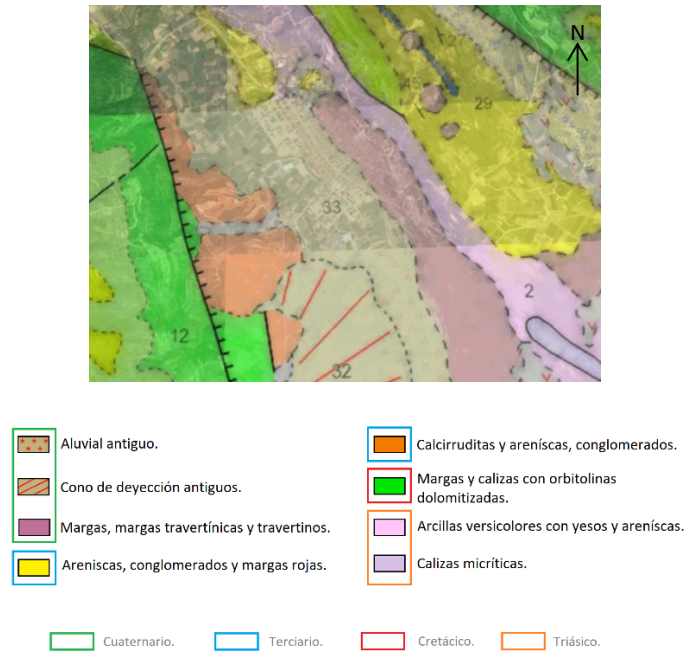 N
27
45
29
33
2
12
32
Aluvial antiguo.
Cono de deyección antiguos.
Margas, margas travertínicas y travertinos.
Areniscas, conglomerados y margas rojas.
Calcirruditas y areníscas, conglomerados.
Margas y calizas con orbitolinas
dolomitizadas.
Arcillas versicolores con yesos y areníscas.
Calizas micríticas.
Cuaternario.
Terciario.
Cretácico.
Triásico.